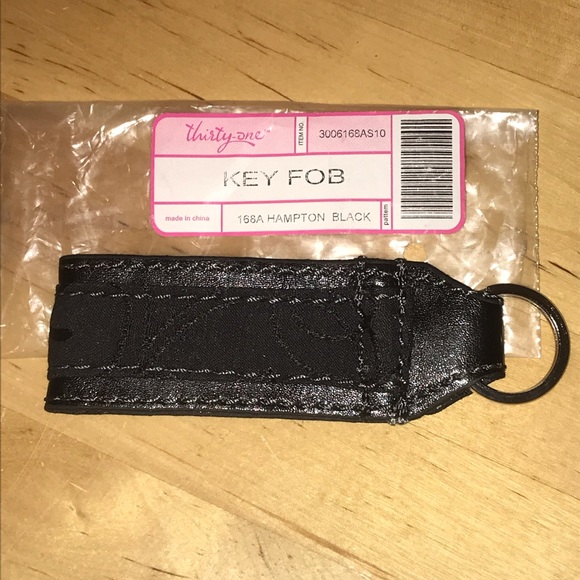 thirty-one
ITEM NO.
3006168AS10
KEY FOB
made in china
168A HAMPTON BLACK
pattern